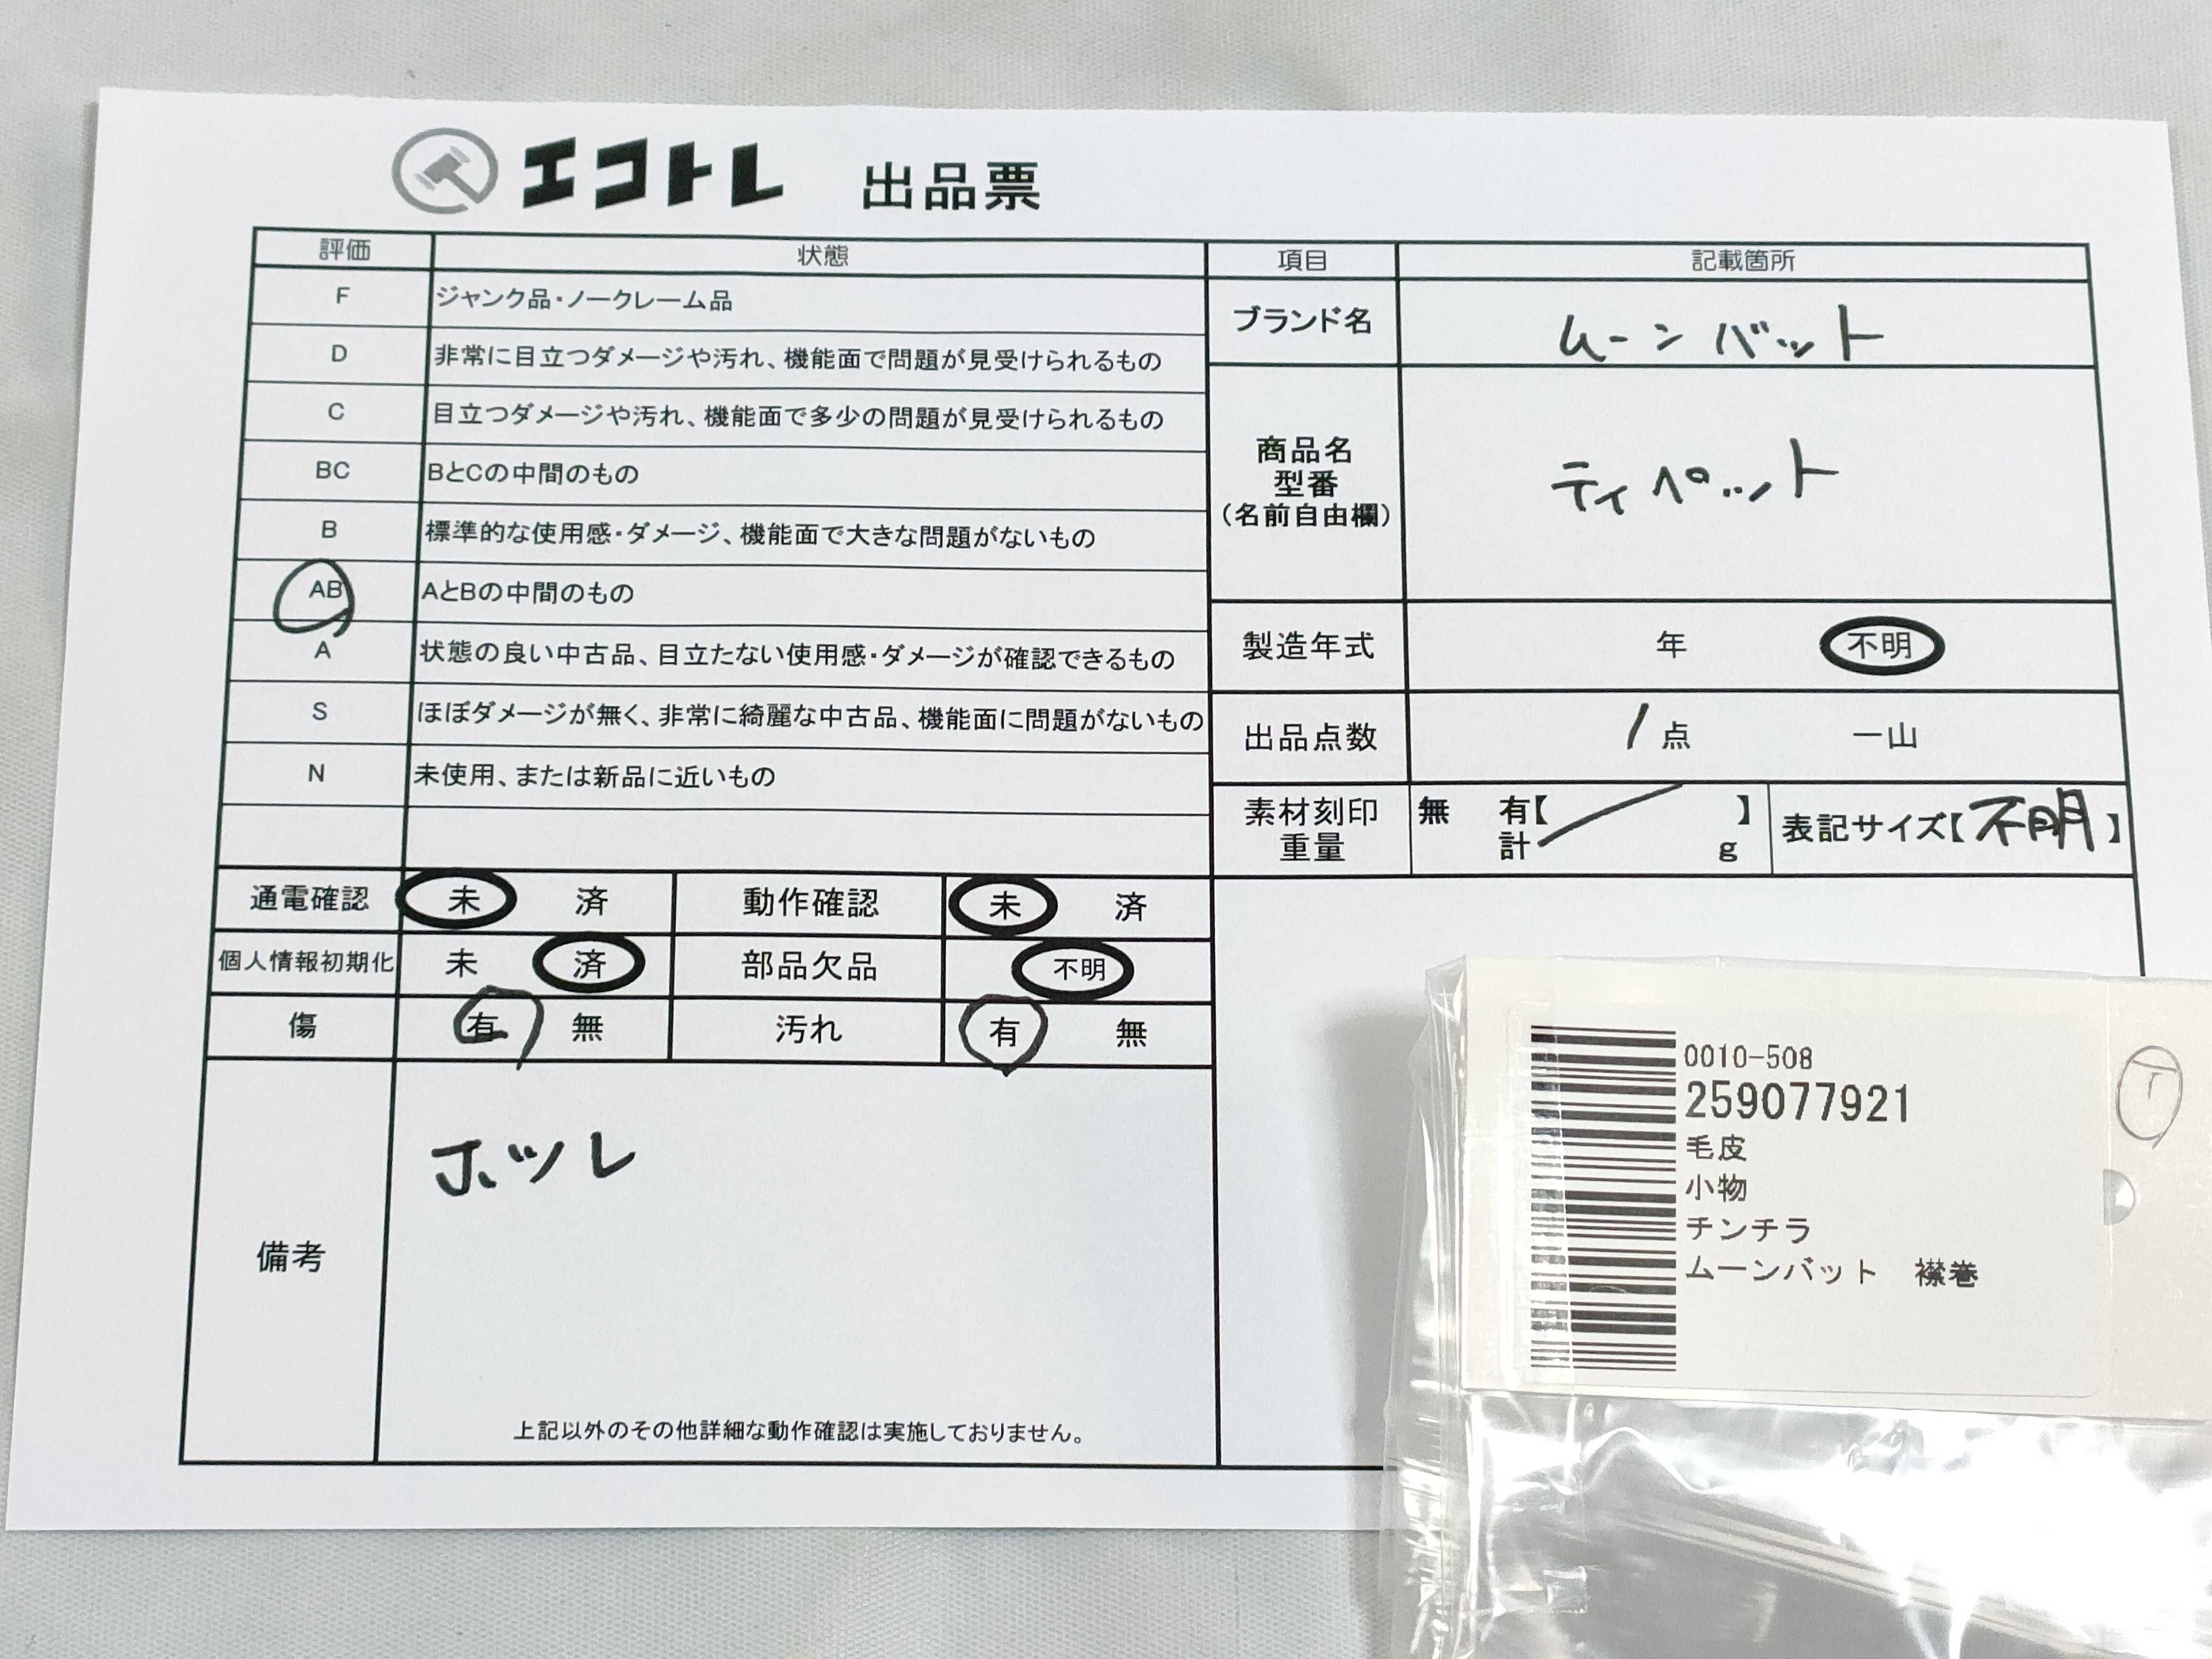 エコトレ 出品票
評価 状態 項目 記載箇所
F ジャンク品・ノークレーム品
D 非常に目立つダメージや汚れ、機能面で問題が見受けられるもの
C 目立つダメージや汚れ、機能面で多少の問題が見受けられるもの
BC BとCの中間のもの
B 標準的な使用感・ダメージ、機能面で大きな問題がないもの
AB AとBの中間のもの
A 状態の良い中古品、目立たない使用感・ダメージが確認できるもの
S ほぼダメージが無く、非常に綺麗な中古品、機能面に問題がないもの
N 未使用、または新品に近いもの
ブランド名 ムーンバット
商品名
型番
(名前自由欄)
ティペット
製造年式 年 不明
出品点数 1点 一山
素材刻印
重量
無 有【 】
計 g
表記サイズ【不明】
通電確認 未 済 動作確認 未 済
個人情報初期化 未 済 部品欠品 不明
傷 有 無 汚れ 有 無
備考
ホツレ
上記以外のその他詳細な動作確認は実施しておりません。
0010-508
259077921
毛皮
小物
チンチラ
ムーンバット 襟巻
T